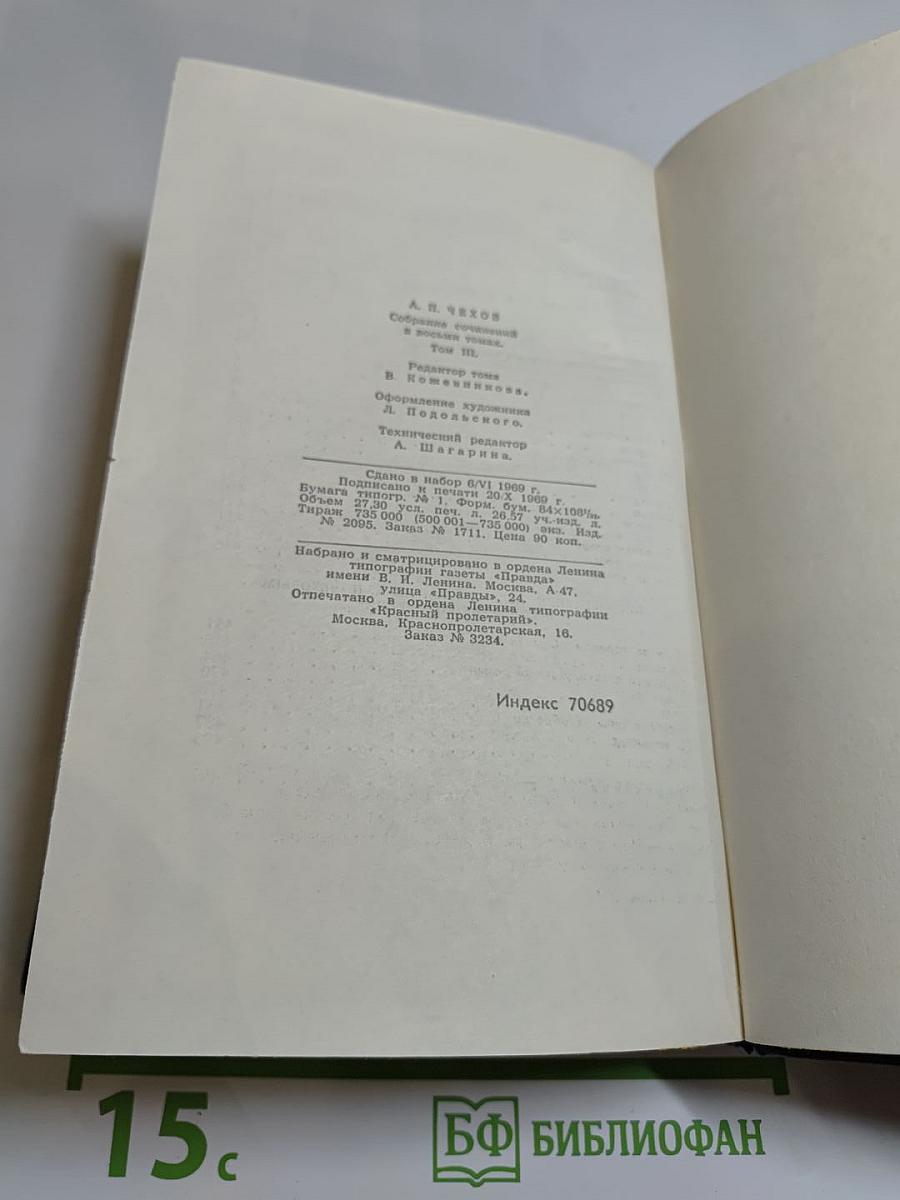 А. П. ЧЕХОВ
Собрание сочинений
в восьми томах.
Том III.
Редактор тома
В. Кожевникова.
Оформление художника
Л. Подольского.
Технический редактор
А. Шагарина.
Сдано в набор 6/VI 1969 г.
Подписано к печати 20/X 1969 г.
Бумага типогр. № 1. Форм. бум. 84×108¹/₃₂.
Объем 27,30 усл. печ. л. 26,57 уч.-изд. л.
Тираж 735 000 (500 001—735 000) экз. Изд.
№ 2095. Заказ № 1711. Цена 90 коп.
Набрано и сматрицировано в ордена Ленина
типографии газеты «Правда»
имени В. И. Ленина. Москва, А-47,
улица «Правды», 24.
Отпечатано в ордена Ленина типографии
«Красный пролетарий».
Москва, Краснопролетарская, 16.
Заказ № 3234.
Индекс 70689
15 с
БФ БИБЛИОФАН